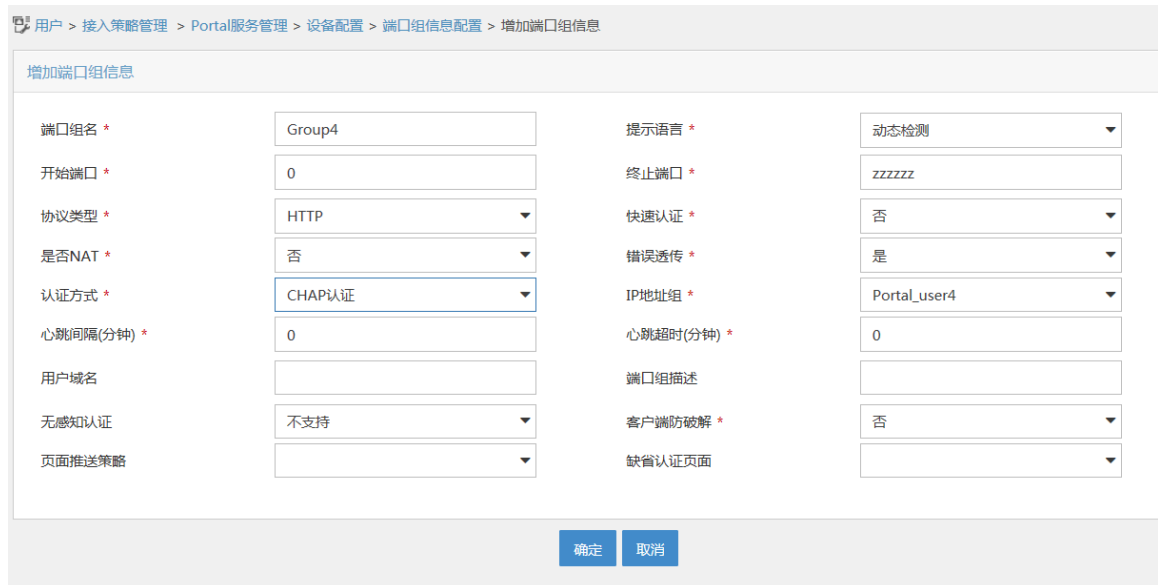 用户 > 接入策略管理 > Portal服务管理 > 设备配置 > 端口组信息配置 > 增加端口组信息
增加端口组信息
端口组名 * Group4 提示语言 * 动态检测
开始端口 * 0 终止端口 * zzzzzz
协议类型 * HTTP 快速认证 * 否
是否NAT * 否 错误透传 * 是
认证方式 * CHAP认证 IP地址组 * Portal_user4
心跳间隔(分钟) * 0 心跳超时(分钟) * 0
用户域名 端口组描述
无感知认证 不支持 客户端防破解 * 否
页面推送策略 缺省认证页面
确定 取消